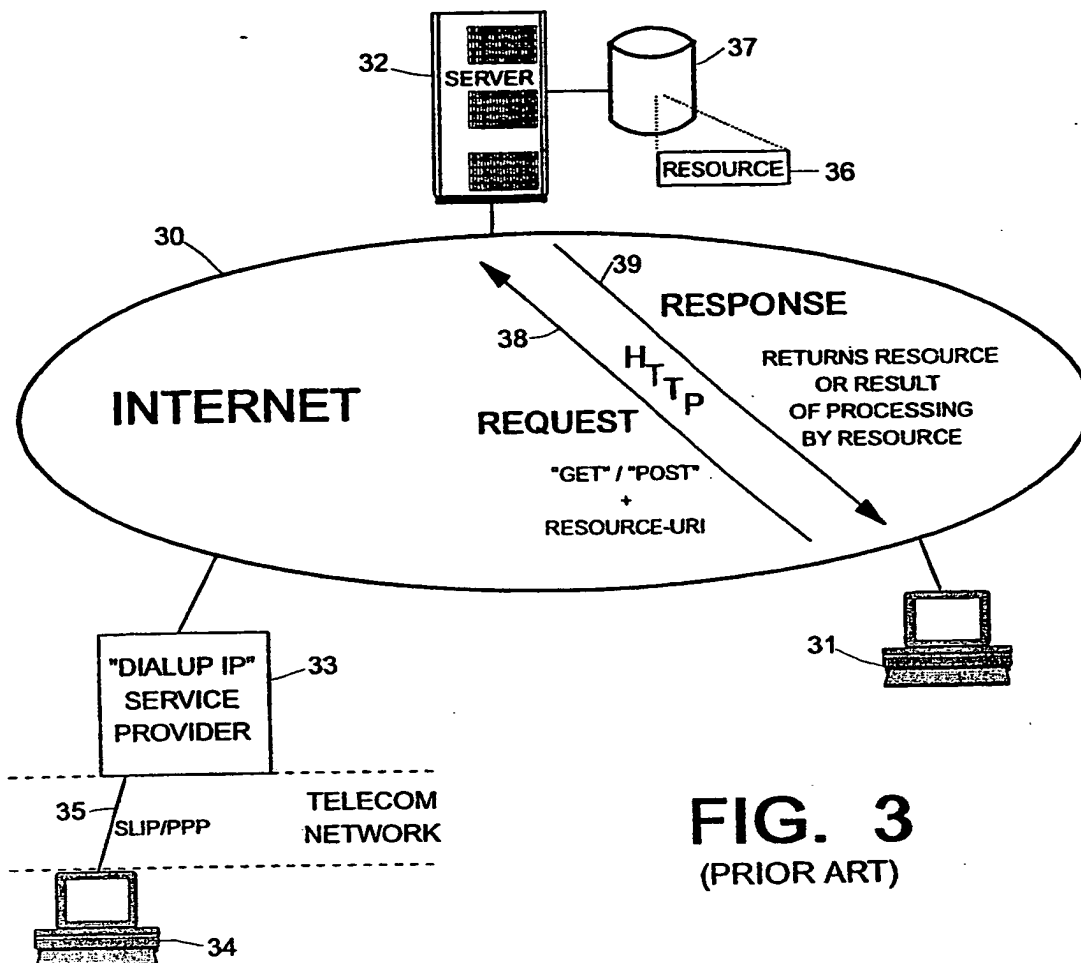 32
SERVER
37
RESOURCE
36
30
39
RESPONSE
38
HTTP
RETURNS RESOURCE
OR RESULT
OF PROCESSING
BY RESOURCE
INTERNET
REQUEST
"GET" / "POST"
+
RESOURCE-URI
31
"DIALUP IP"
SERVICE
PROVIDER
33
35
SLIP/PPP
TELECOM
NETWORK
34
FIG. 3
(PRIOR ART)